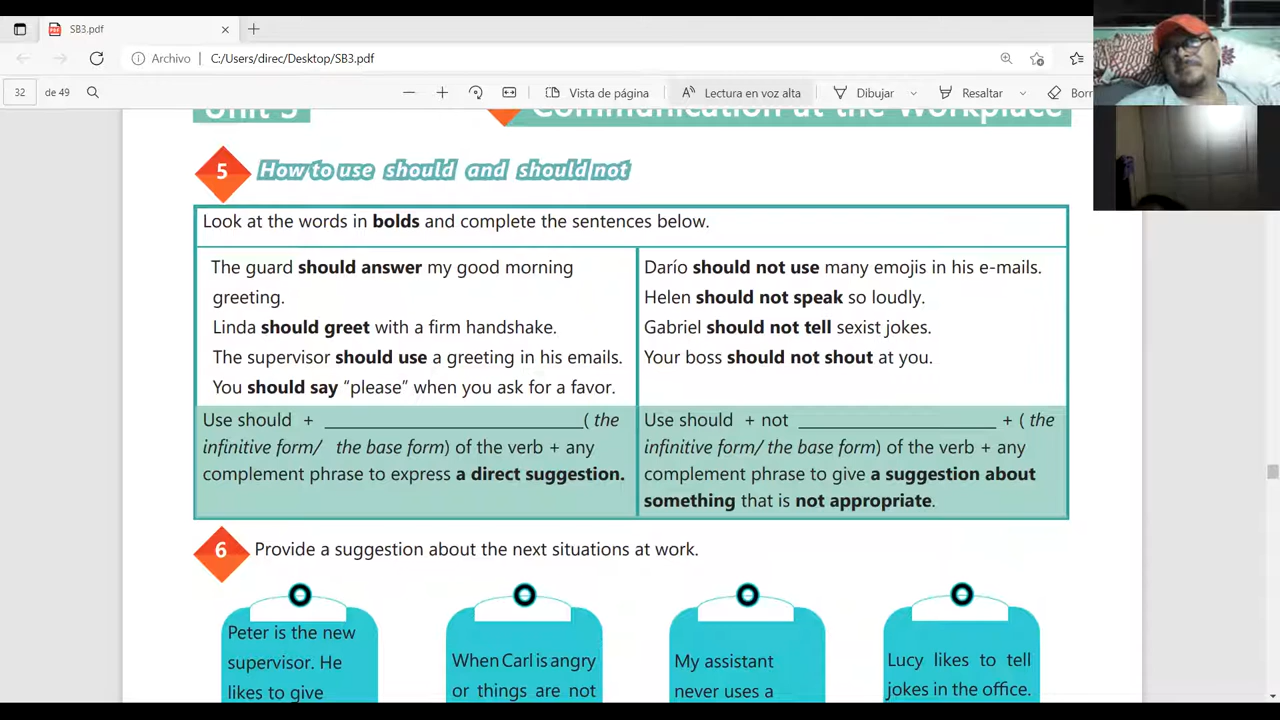 SB3.pdf
Archivo C:/Users/direc/Desktop/SB3.pdf
32 de 49 Vista de página Lectura en voz alta Dibujar Resaltar Borr
Unit 3 Communication at the Workplace
5 How to use should and should not
Look at the words in bolds and complete the sentences below.
The guard should answer my good morning
greeting.
Linda should greet with a firm handshake.
The supervisor should use a greeting in his emails.
You should say “please” when you ask for a favor.
Darío should not use many emojis in his e-mails.
Helen should not speak so loudly.
Gabriel should not tell sexist jokes.
Your boss should not shout at you.
Use should + ____________________________( the
infinitive form/ the base form) of the verb + any
complement phrase to express a direct suggestion.
Use should + not _____________________ + ( the
infinitive form/ the base form) of the verb + any
complement phrase to give a suggestion about
something that is not appropriate.
6 Provide a suggestion about the next situations at work.
Peter is the new
supervisor. He
likes to give
When Carl is angry
or things are not
My assistant
never uses a
Lucy likes to tell
jokes in the office.